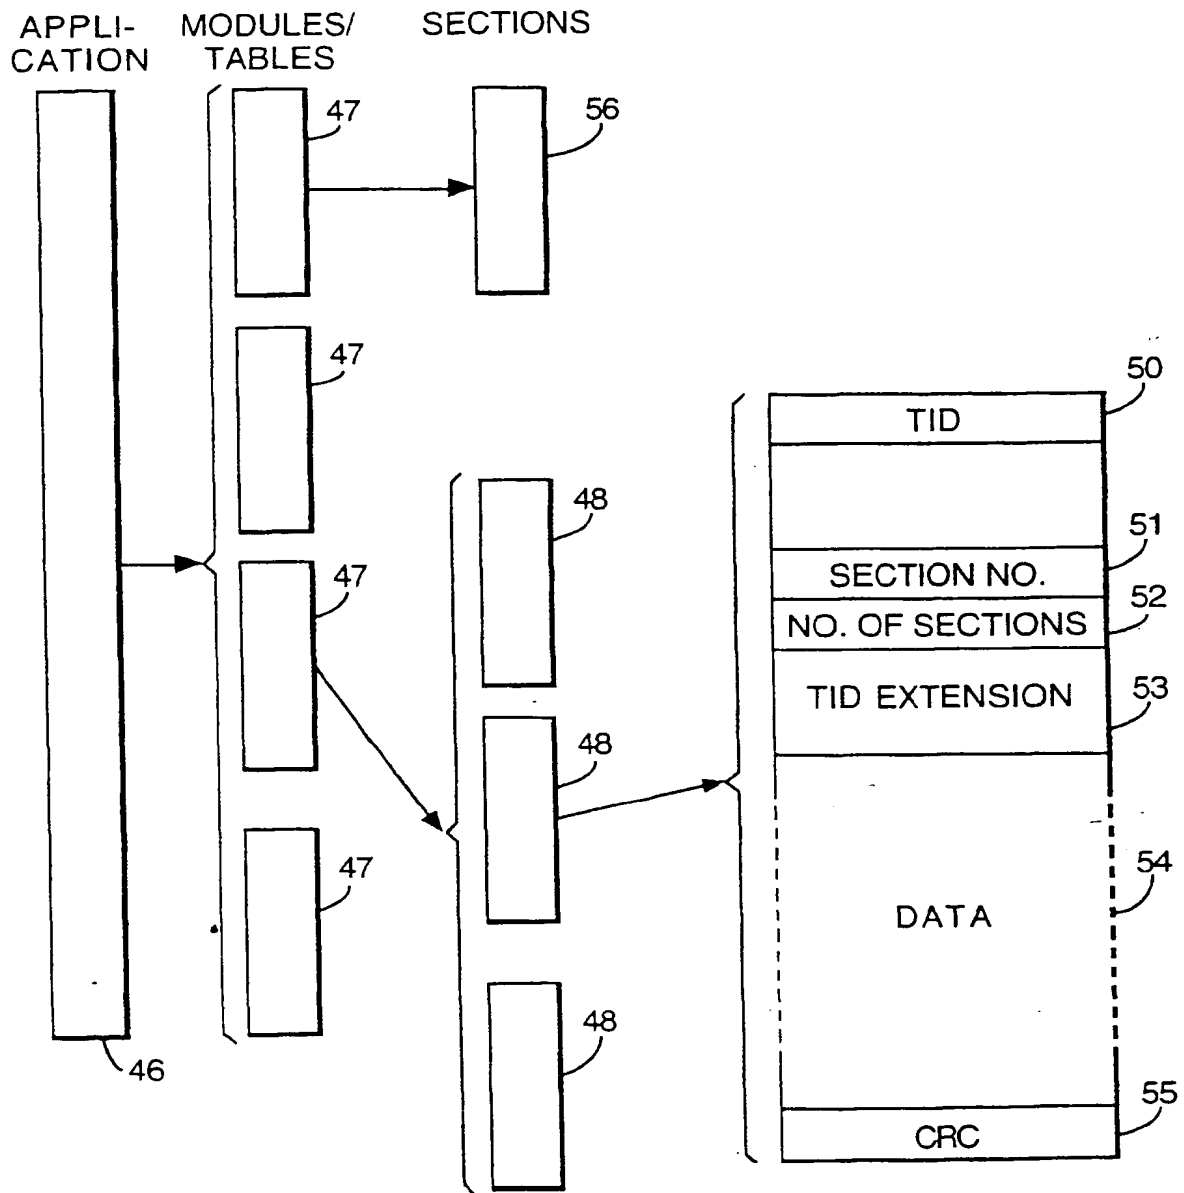 APPLI-
CATION
MODULES/
TABLES
SECTIONS
47
56
47
50
TID
48
51
SECTION NO.
47
52
NO. OF SECTIONS
53
TID EXTENSION
48
54
DATA
47
48
46
55
CRC